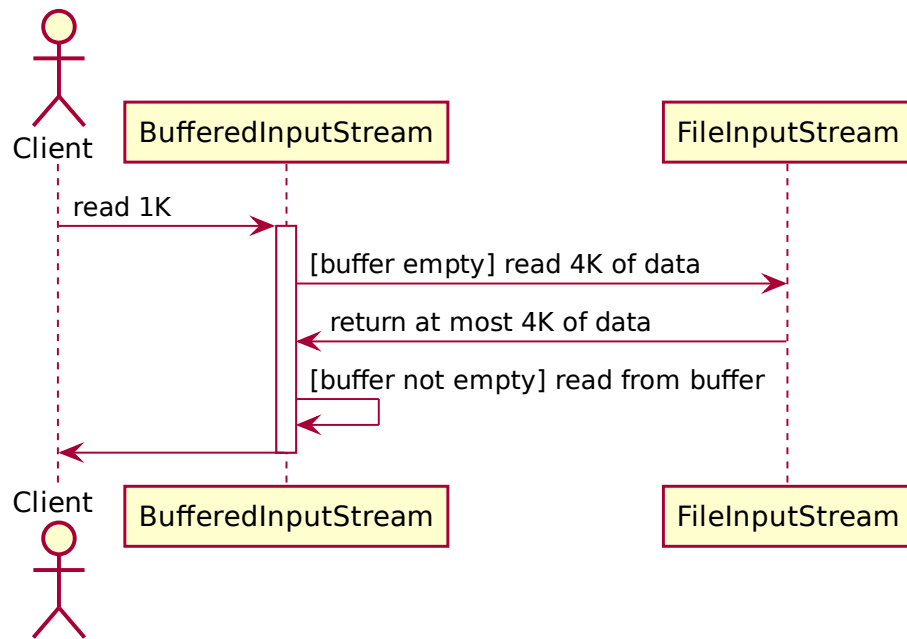 Client
BufferedInputStream
FileInputStream
read 1K
[buffer empty] read 4K of data
return at most 4K of data
[buffer not empty] read from buffer
Client
BufferedInputStream
FileInputStream